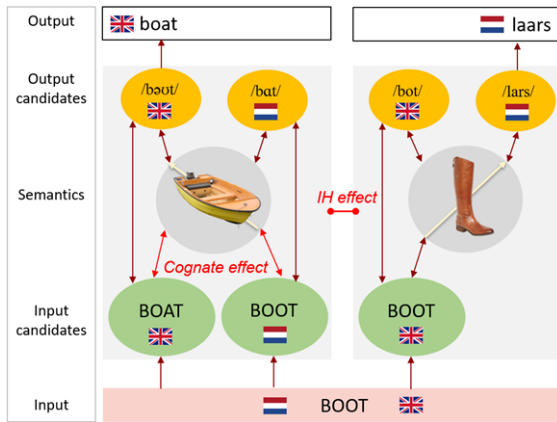 Output
boat
laars
Output
candidates
/bəʊt/
/bɑt/
/bot/
/lars/
Semantics
IH effect
Cognate effect
Input
candidates
BOAT
BOOT
BOOT
Input
BOOT